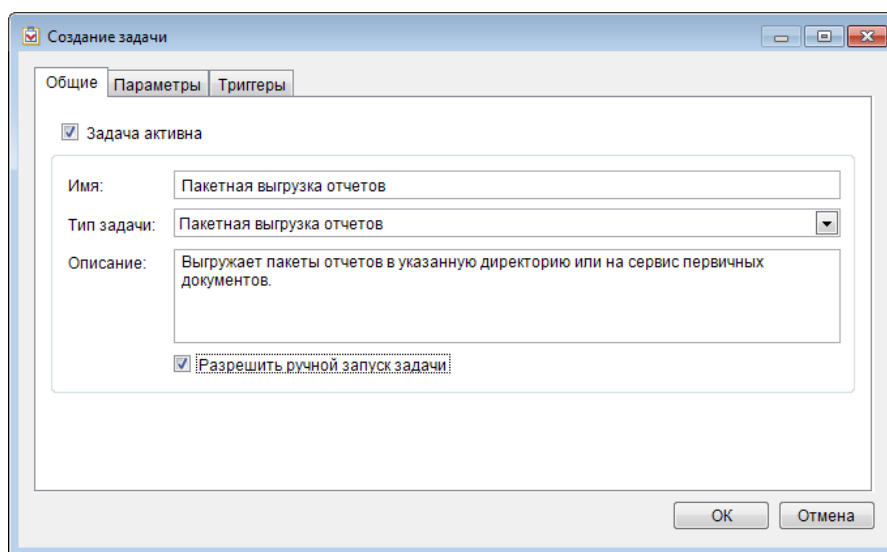 Создание задачи
Общие Параметры Триггеры
Задача активна
Имя: Пакетная выгрузка отчетов
Тип задачи: Пакетная выгрузка отчетов
Описание: Выгружает пакеты отчетов в указанную директорию или на сервис первичных
документов.
Разрешить ручной запуск задачи
ОК Отмена